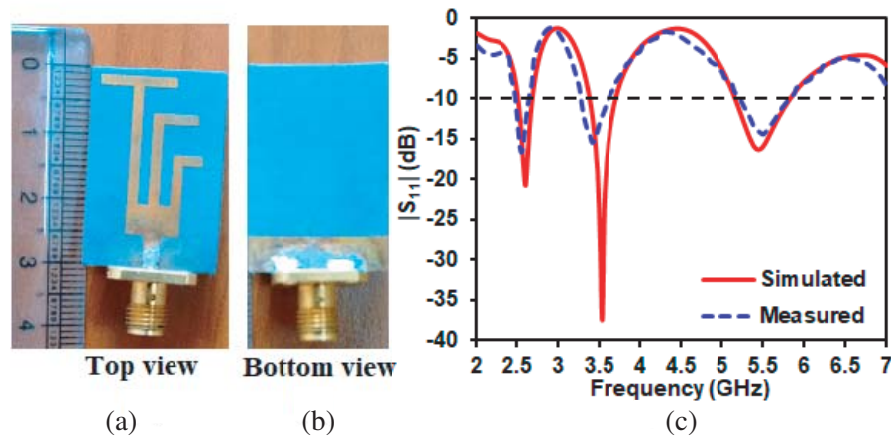 0
1
2
3
4
Top view
Bottom view
(a)
(b)
|S11| (dB)
0
-5
-10
-15
-20
-25
-30
-35
-40
Simulated
Measured
2 2.5 3 3.5 4 4.5 5 5.5 6 6.5 7
Frequency (GHz)
(c)